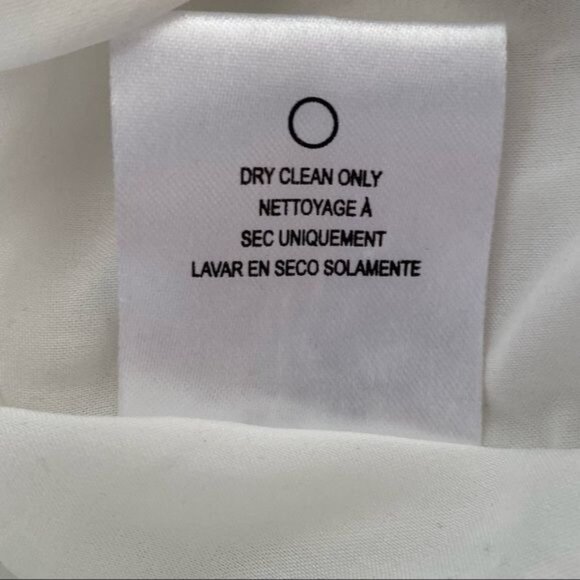 DRY CLEAN ONLY
NETTOYAGE À
SEC UNIQUEMENT
LAVAR EN SECO SOLAMENTE